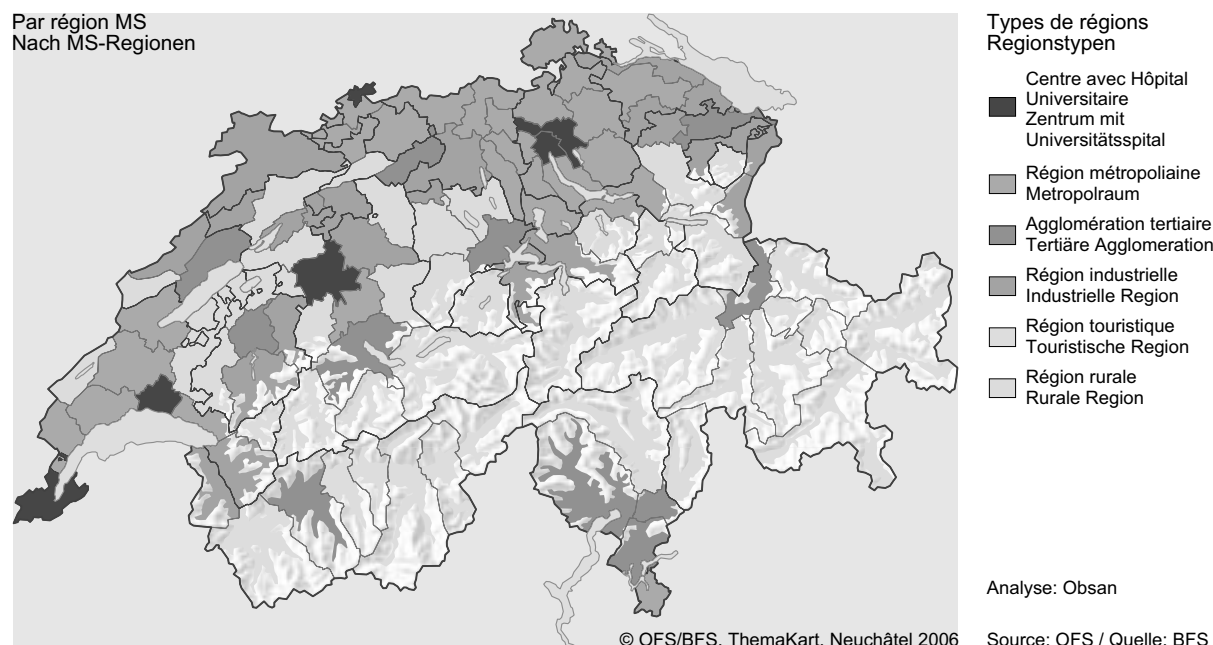 Par région MS
Nach MS-Regionen
Types de régions
Regionstypen
Centre avec Hôpital
Universitaire
Zentrum mit
Universitätsspital
Région métropoliaine
Metropolraum
Agglomération tertiaire
Tertiäre Agglomeration
Région industrielle
Industrielle Region
Région touristique
Touristische Region
Région rurale
Rurale Region
Analyse: Obsan
© OFS/BFS, ThemaKart, Neuchâtel 2006
Source: OFS / Quelle: BFS